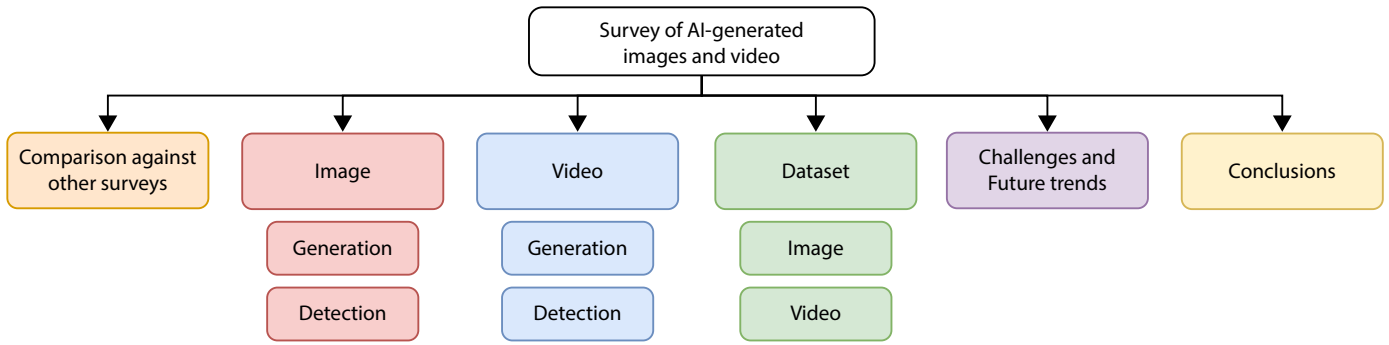 Survey of AI-generated
images and video
Comparison against
other surveys
Image
Video
Dataset
Challenges and
Future trends
Conclusions
Generation
Generation
Image
Detection
Detection
Video